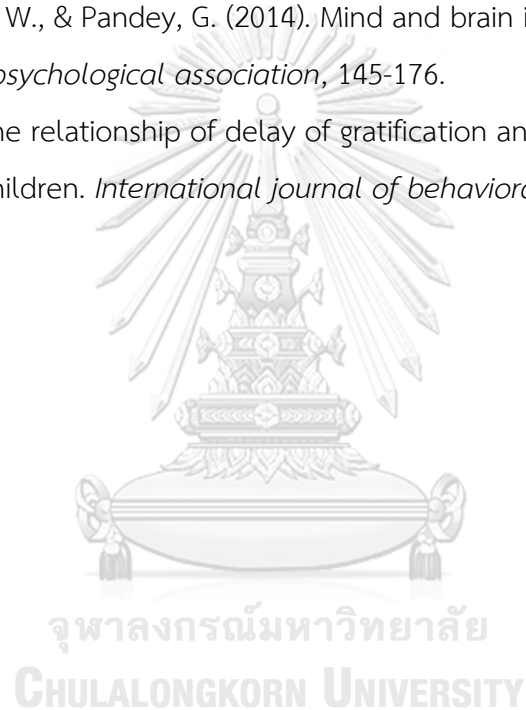 W., & Pandey, G. (2014). Mind and brain i
psychological association, 145-176.
he relationship of delay of gratification an
hildren. International journal of behaviora
จุฬาลงกรณ์มหาวิทยาลัย
CHULALONGKORN UNIVERSITY